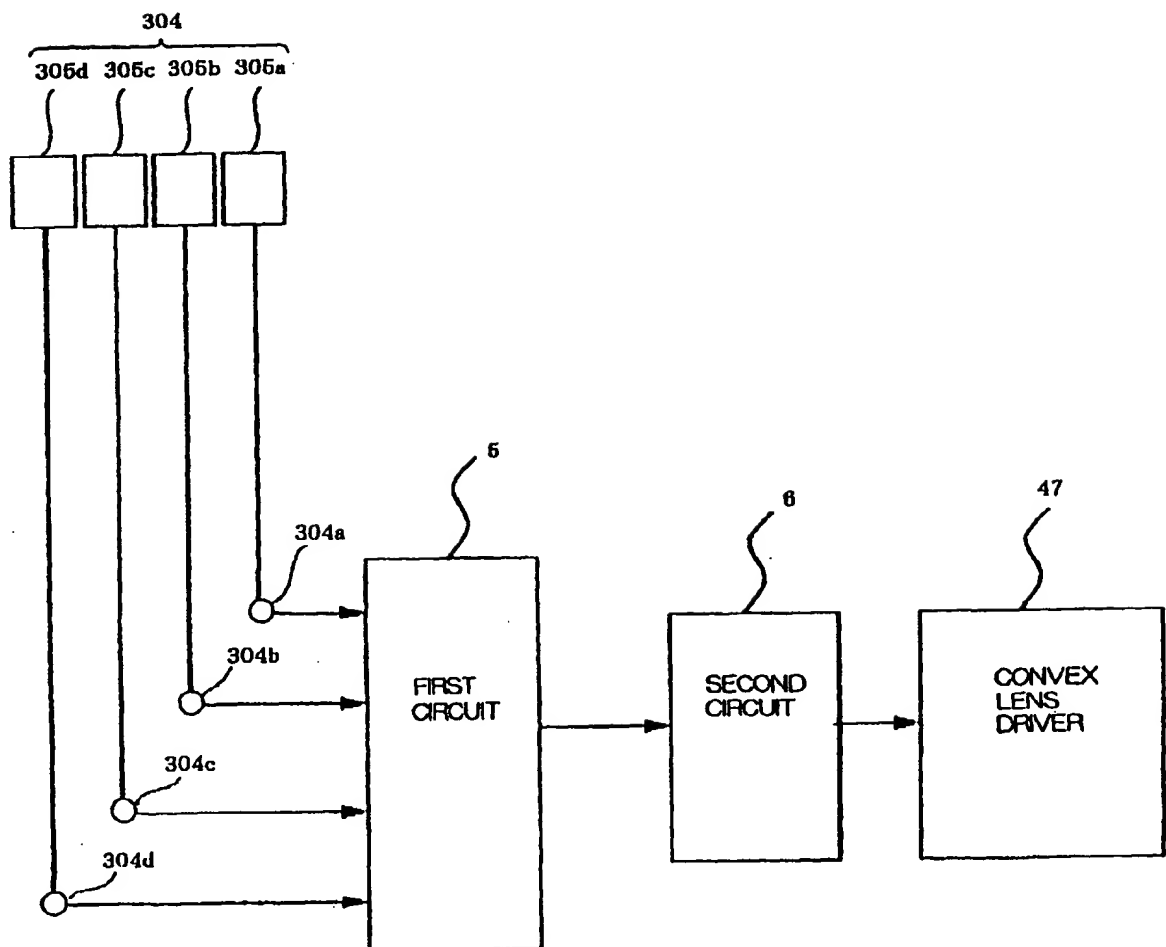 304
305d 305c 305b 305a
5
6
47
304a
304b
304c
304d
FIRST
CIRCUIT
SECOND
CIRCUIT
CONVEX
LENS
DRIVER